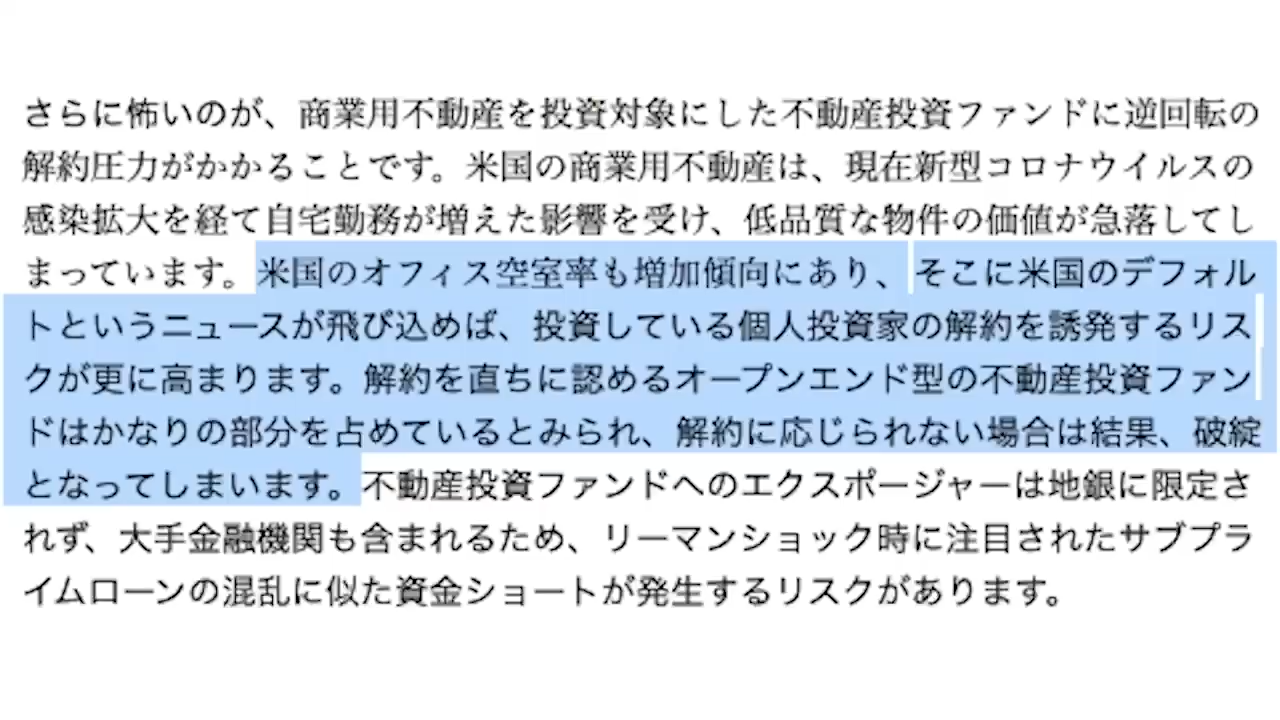 さらに怖いのが、商業用不動産を投資対象にした不動産投資ファンドに逆回転の
解約圧力がかかることです。米国の商業用不動産は、現在新型コロナウイルスの
感染拡大を経て自宅勤務が増えた影響を受け、低品質な物件の価値が急落してし
まっています。米国のオフィス空室率も増加傾向にあり、そこに米国のデフォル
トというニュースが飛び込めば、投資している個人投資家の解約を誘発するリス
クが更に高まります。解約を直ちに認めるオープンエンド型の不動産投資ファン
ドはかなりの部分を占めているとみられ、解約に応じられない場合は結果、破綻
となってしまいます。不動産投資ファンドへのエクスポージャーは地銀に限定さ
れず、大手金融機関も含まれるため、リーマンショック時に注目されたサブプラ
イムローンの混乱に似た資金ショートが発生するリスクがあります。